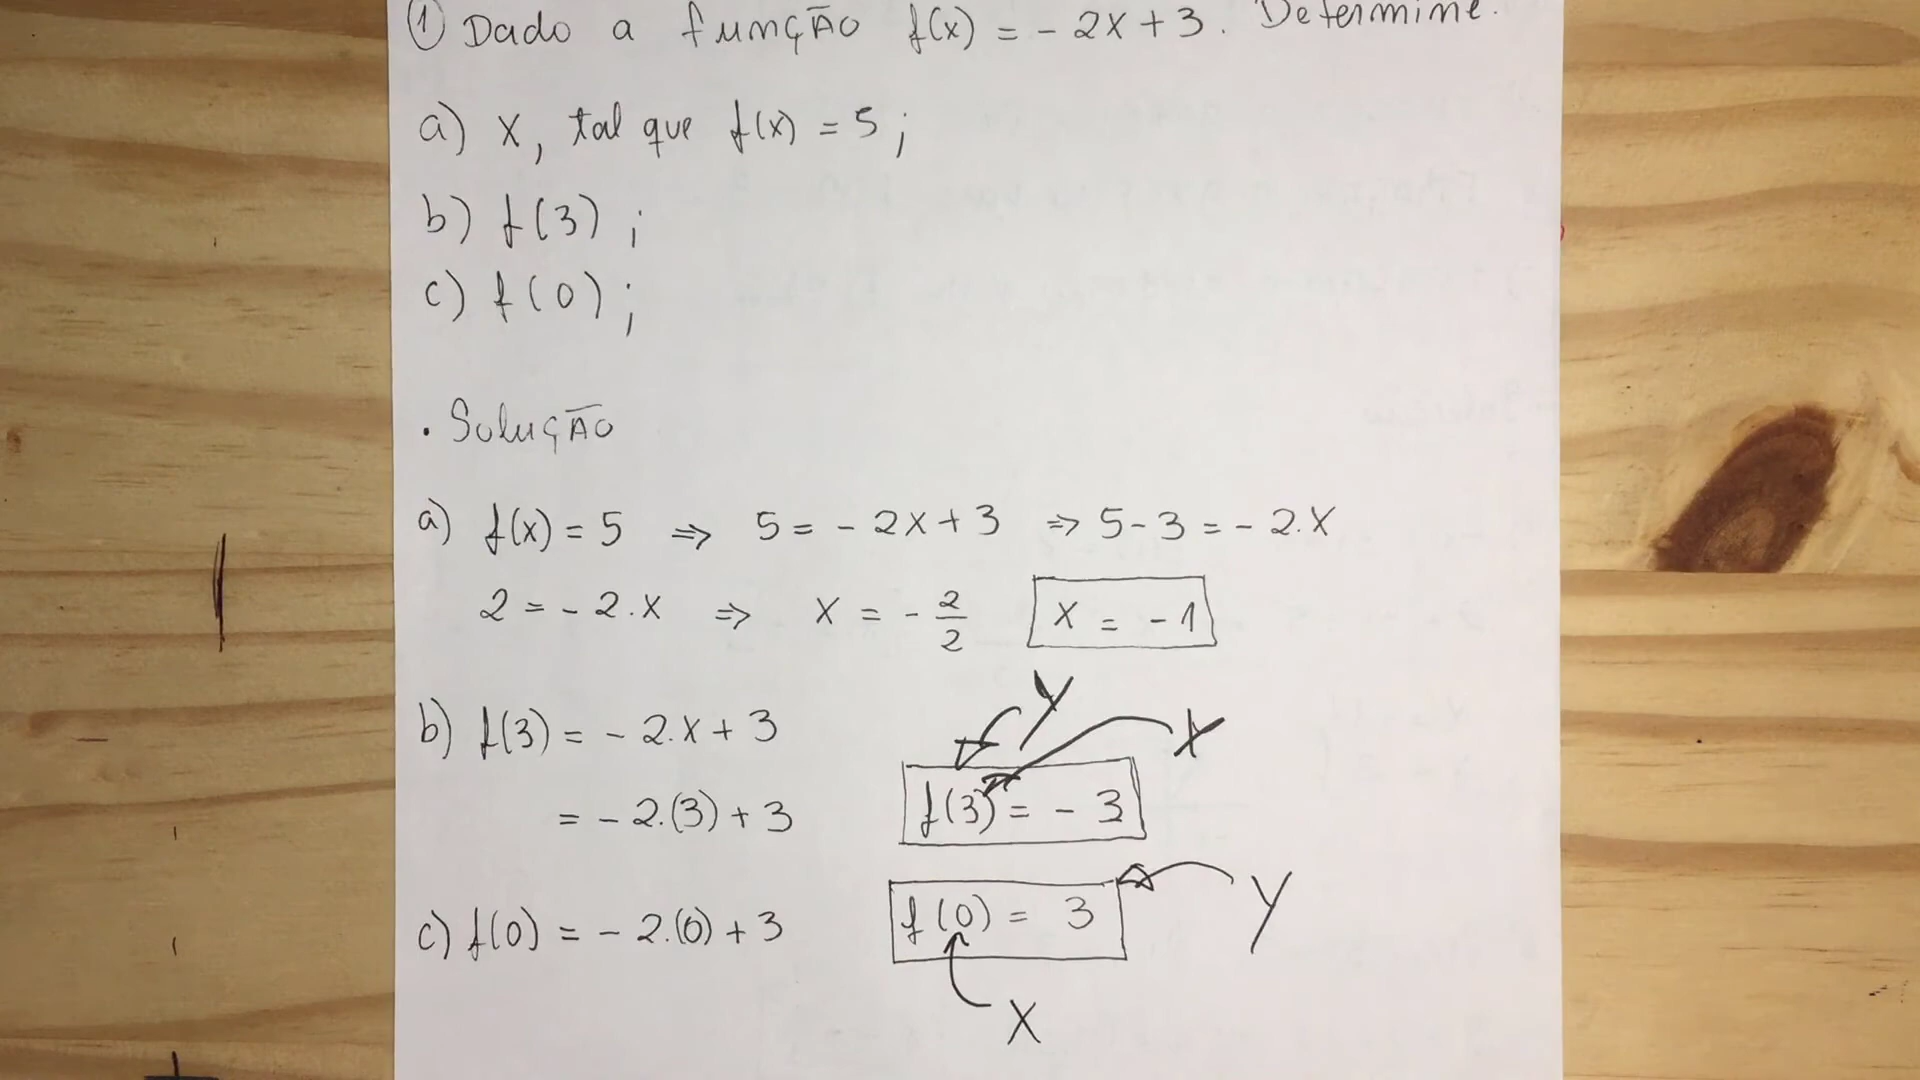 ① Dado a função f(x) = - 2x + 3. Determine.
a) x, tal que f(x) = 5;
b) f(3);
c) f(0);
. Solução
a) f(x) = 5 ⇒ 5 = - 2x + 3 ⇒ 5 - 3 = - 2.x
2 = - 2.x ⇒ x = - 2/2 x = - 1
b) f(3) = - 2.x + 3
y x
= - 2.(3) + 3 f(3) = - 3
c) f(0) = - 2.(0) + 3 f(0) = 3 y
x